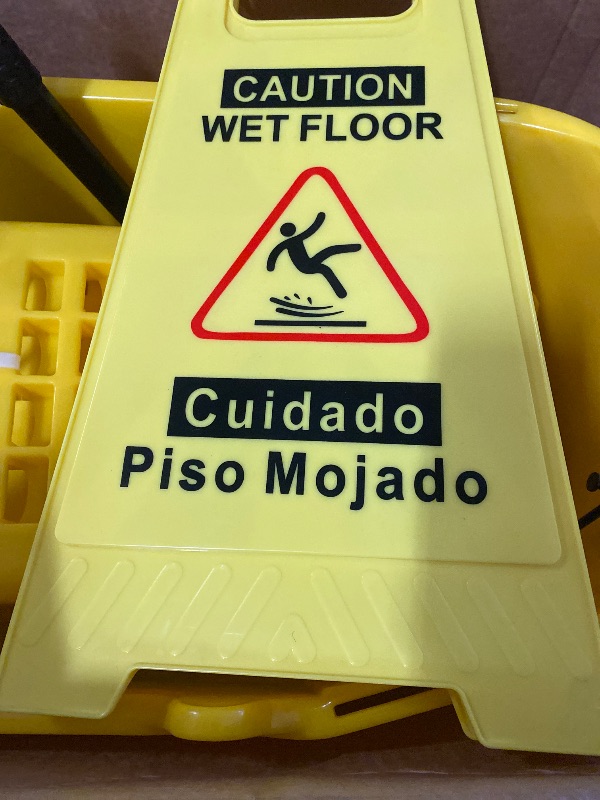 CAUTION
WET FLOOR
Cuidado
Piso Mojado